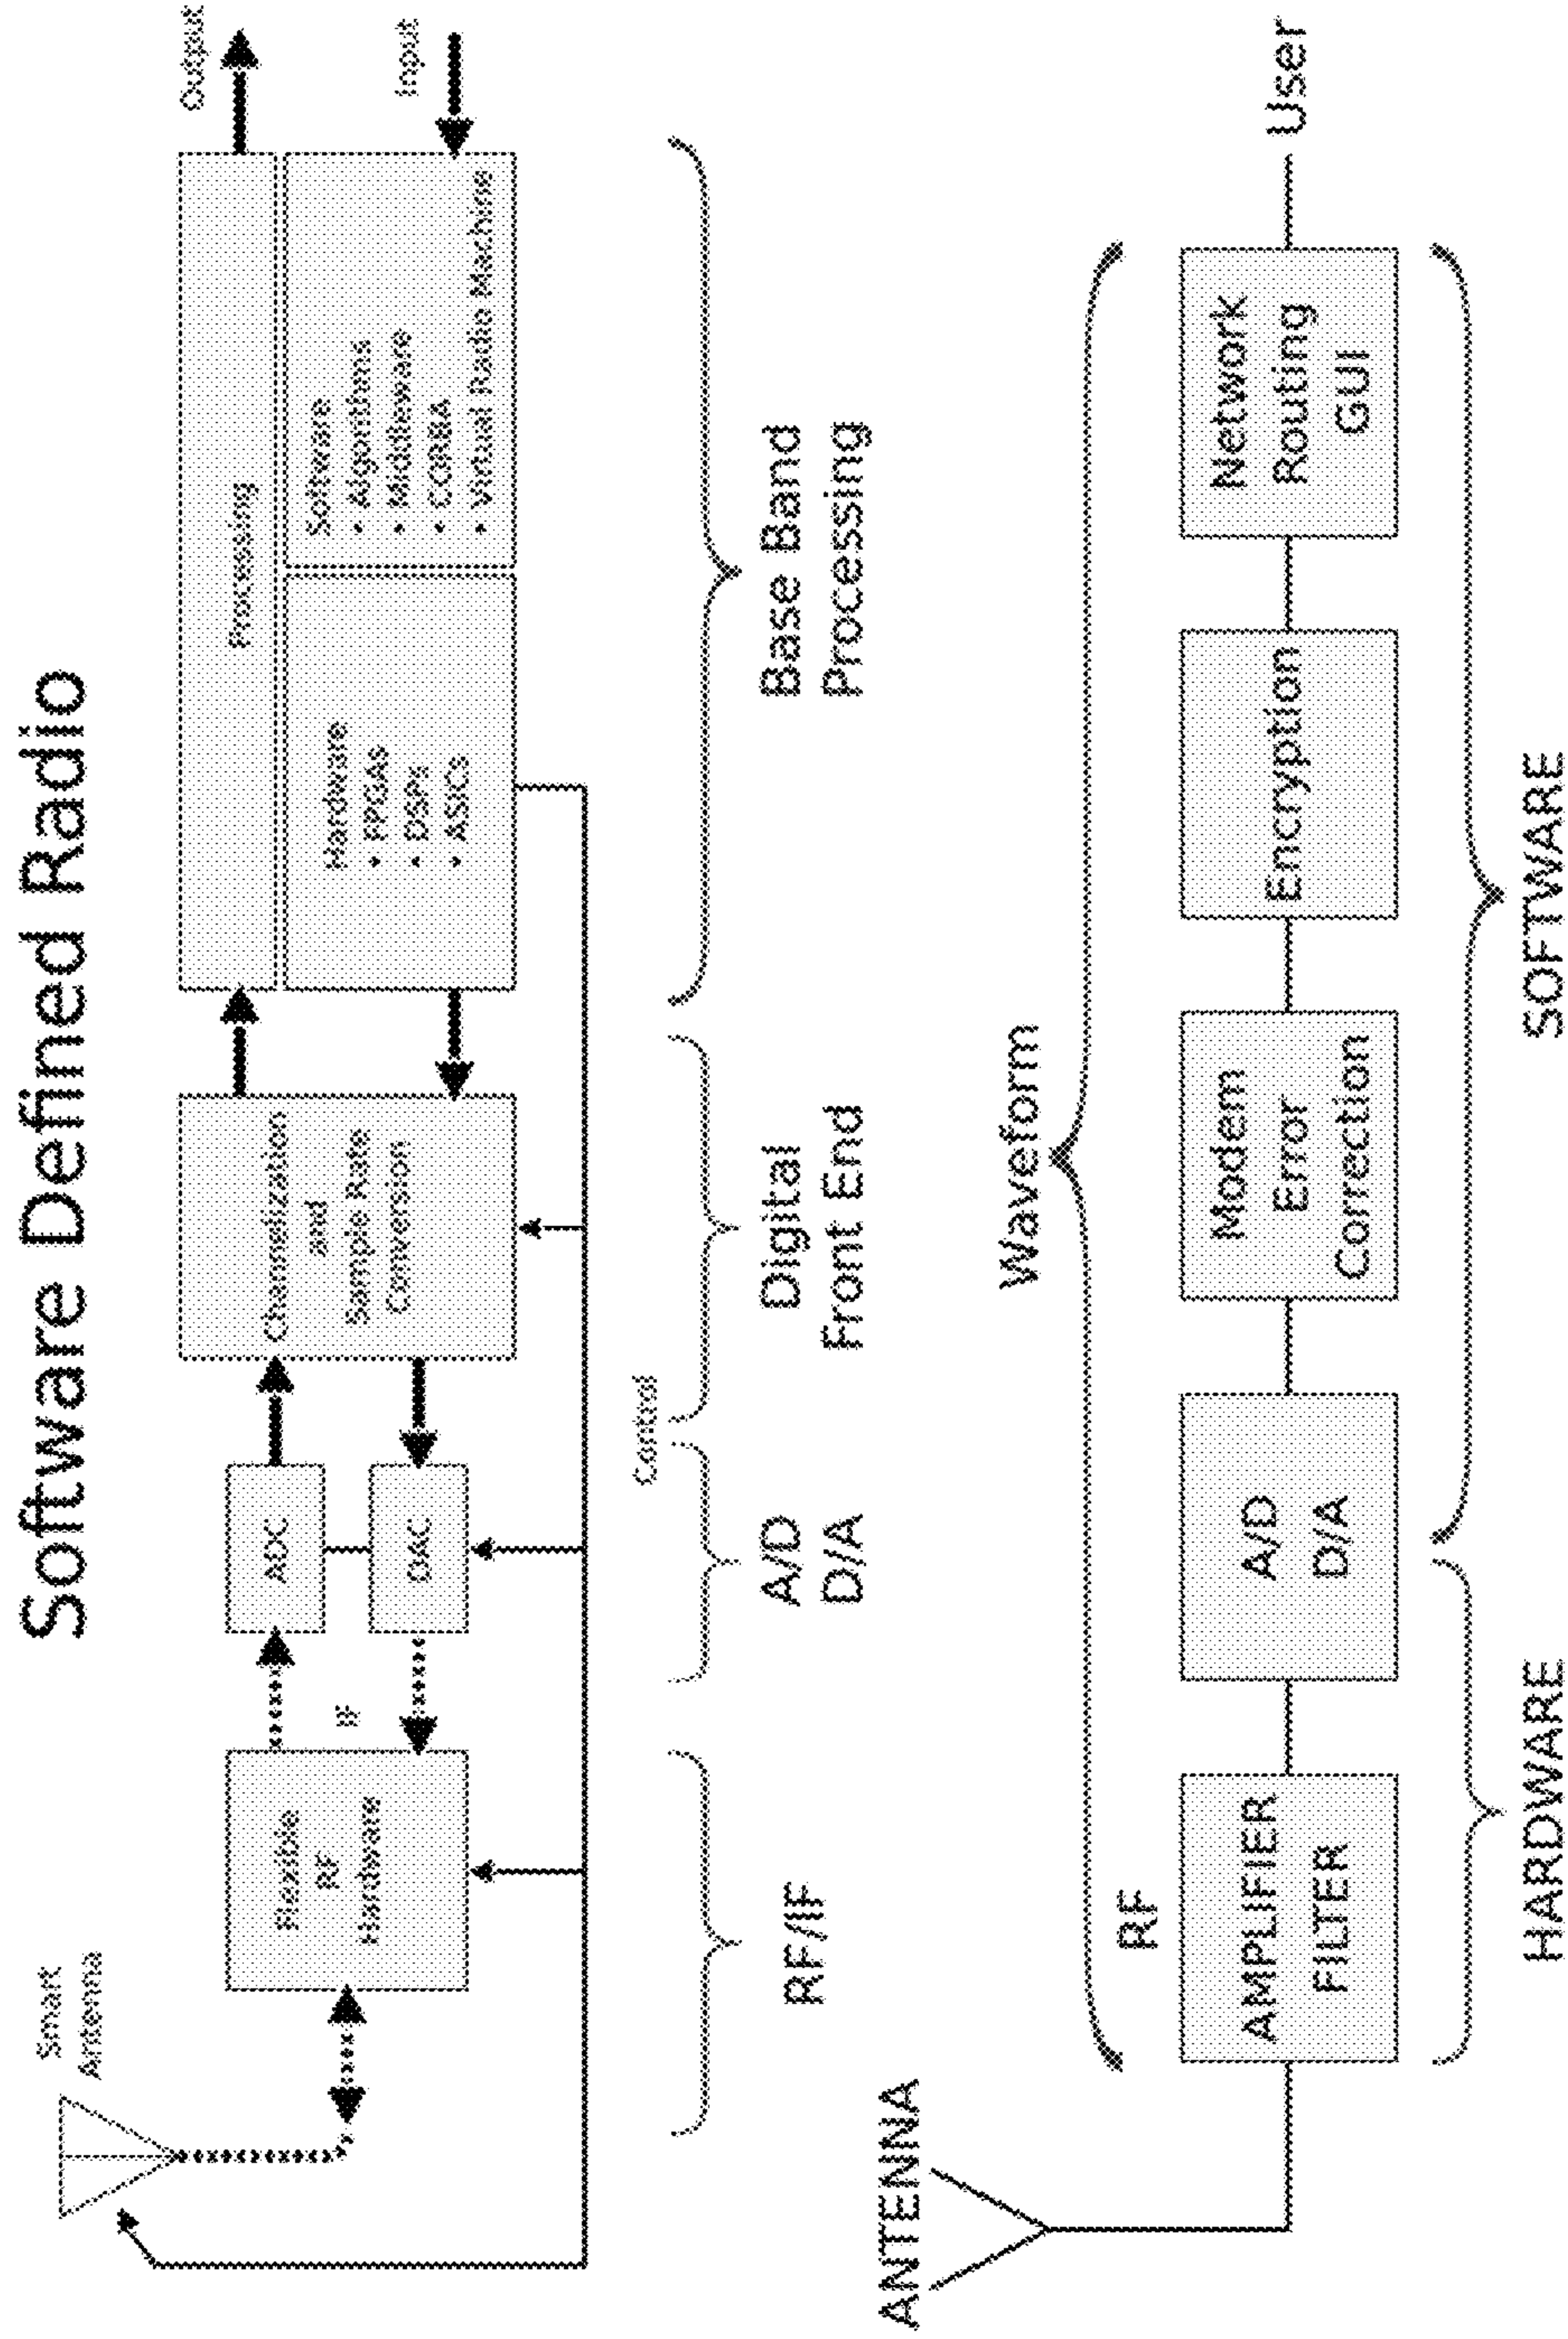 Software Defined Radio
Smart
Antenna
Flexible
RF
Hardware
IF
ADC
DAC
Channelization
and
Sample Rate
Conversion
Processing
Hardware
• FPGAs
• DSPs
• ASICs
Software
• Algorithms
• Middleware
• CORBA
• Virtual Radio Machine
Output
Input
Control
RF/IF
A/D
D/A
Digital
Front End
Base Band
Processing
ANTENNA
Waveform
RF
AMPLIFIER
FILTER
A/D
D/A
Modem
Error
Correction
Encryption
Network
Routing
GUI
User
HARDWARE
SOFTWARE